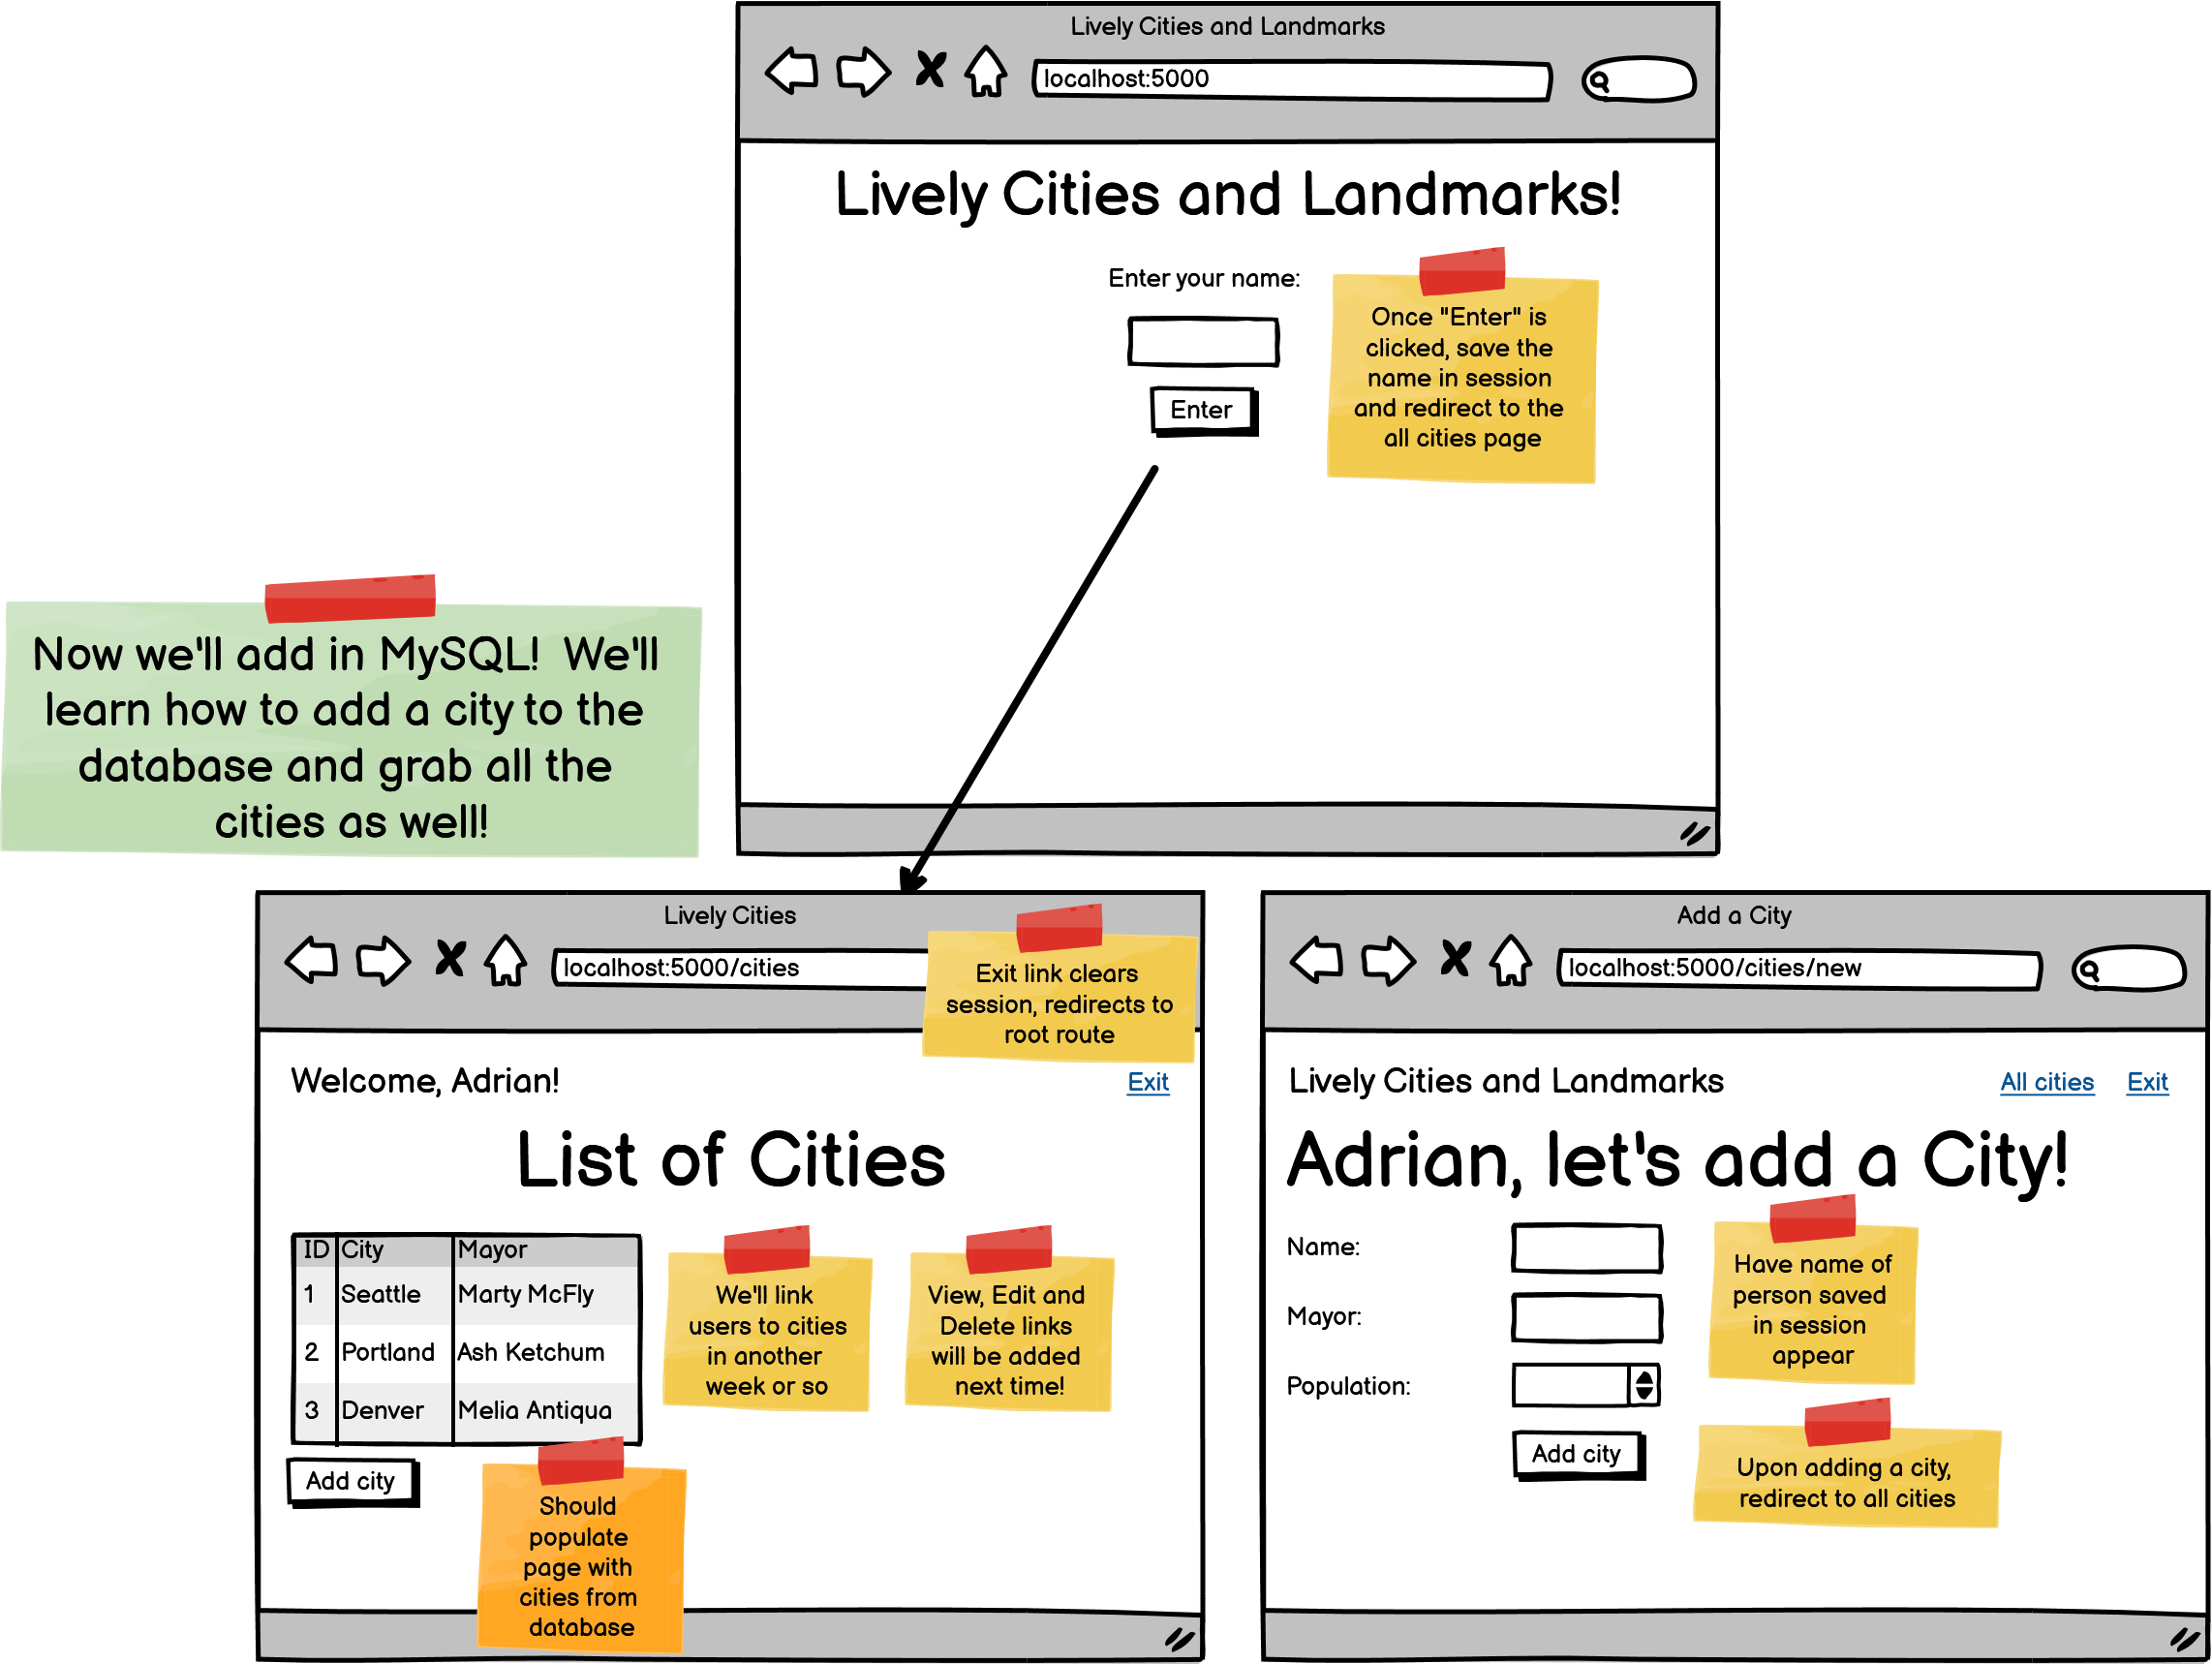 Lively Cities and Landmarks
localhost:5000
Lively Cities and Landmarks!
Enter your name:
Enter
Once "Enter" is
clicked, save the
name in session
and redirect to the
all cities page
Now we'll add in MySQL! We'll
learn how to add a city to the
database and grab all the
cities as well!
Lively Cities
localhost:5000/cities
Exit link clears
session, redirects to
root route
Welcome, Adrian!
Exit
List of Cities
ID City Mayor
1 Seattle Marty McFly
2 Portland Ash Ketchum
3 Denver Melia Antiqua
Add city
We'll link
users to cities
in another
week or so
View, Edit and
Delete links
will be added
next time!
Should
populate
page with
cities from
database
Add a City
localhost:5000/cities/new
Lively Cities and Landmarks
All cities Exit
Adrian, let's add a City!
Name:
Mayor:
Population:
Add city
Have name of
person saved
in session
appear
Upon adding a city,
redirect to all cities